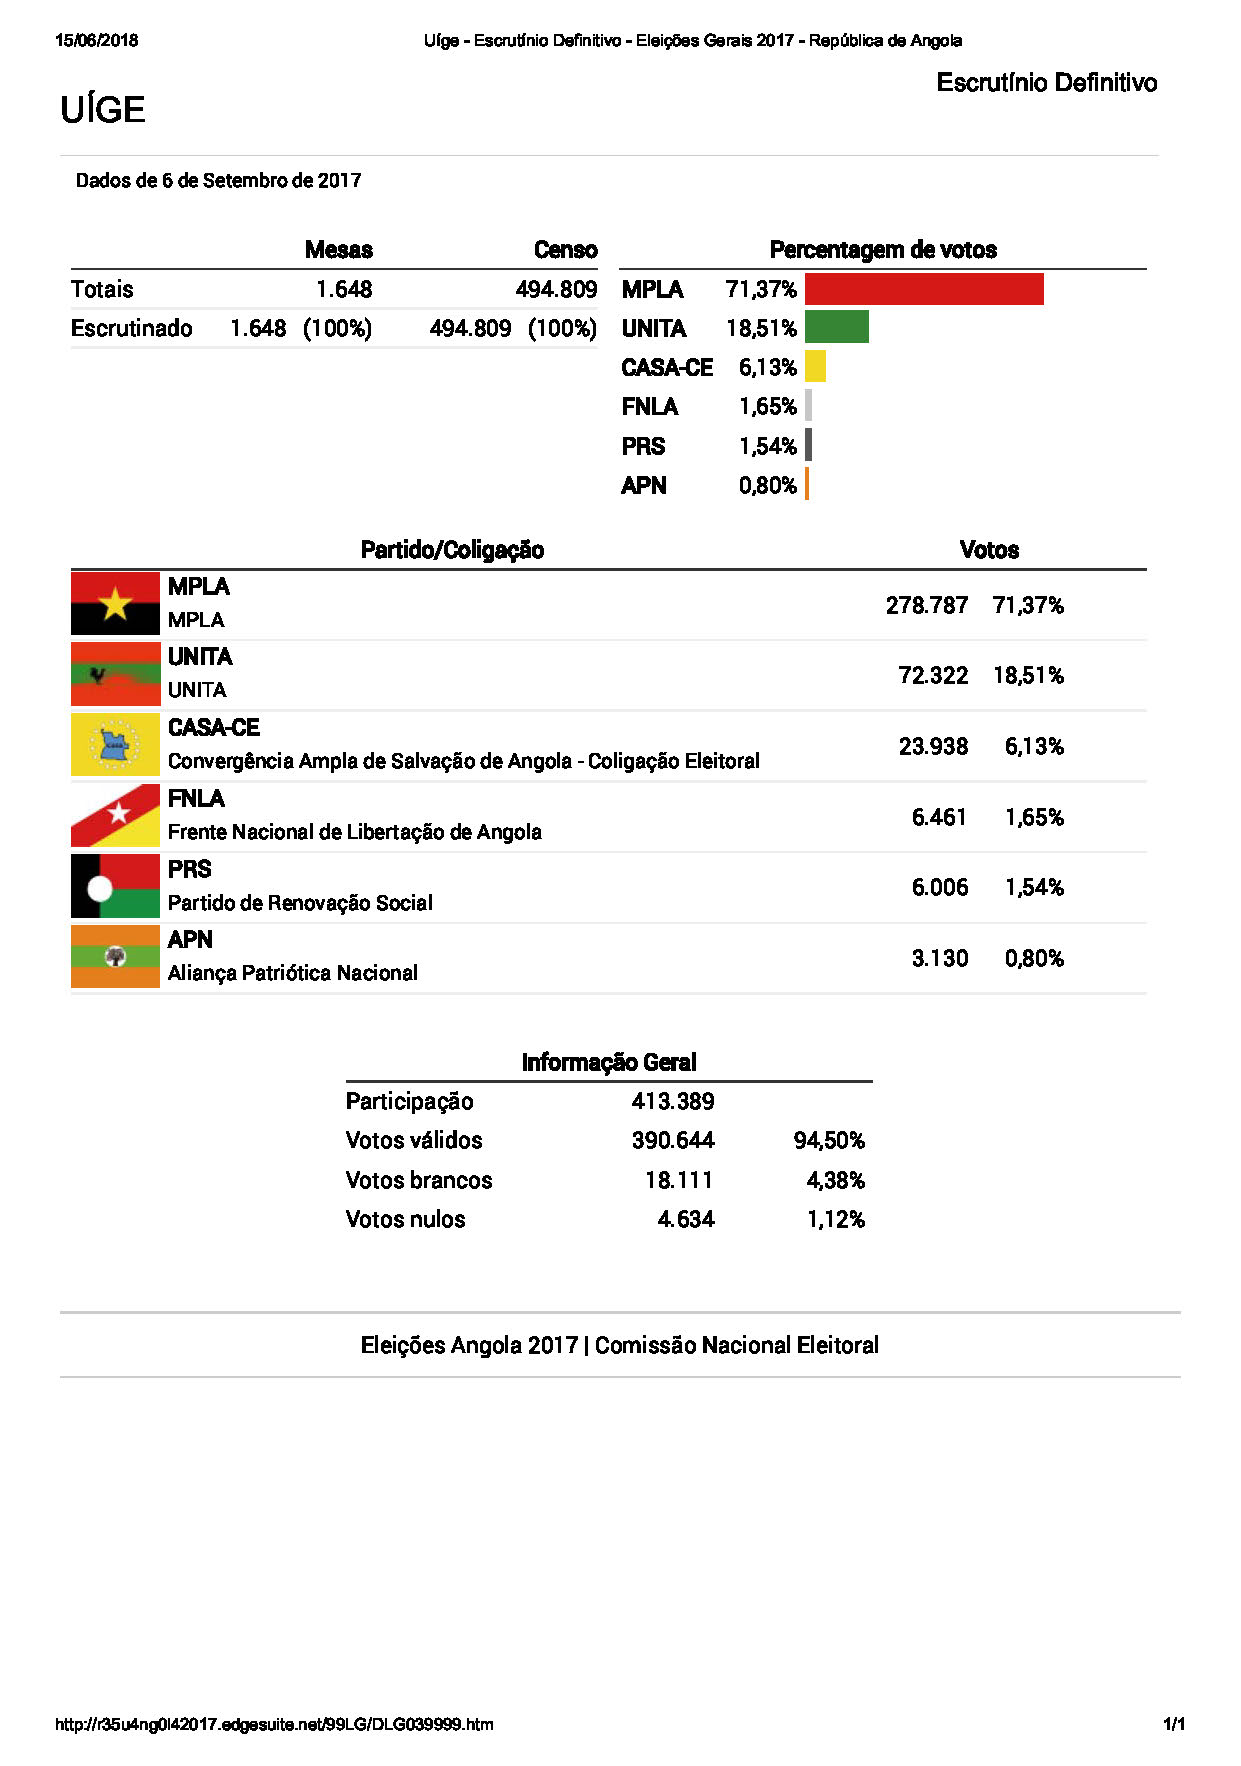 15/06/2018 Uíge - Escrutínio Definitivo - Eleições Gerais 2017 - República de Angola
Escrutínio Definitivo
UÍGE
Dados de 6 de Setembro de 2017
Mesas Censo Percentagem de votos
Totais 1.648 494.809 MPLA 71,37%
Escrutinado 1.648 (100%) 494.809 (100%) UNITA 18,51%
CASA-CE 6,13%
FNLA 1,65%
PRS 1,54%
APN 0,80%
Partido/Coligação Votos
MPLA
MPLA
278.787 71,37%
UNITA
UNITA
72.322 18,51%
CASA-CE
Convergência Ampla de Salvação de Angola - Coligação Eleitoral
23.938 6,13%
FNLA
Frente Nacional de Libertação de Angola
6.461 1,65%
PRS
Partido de Renovação Social
6.006 1,54%
APN
Aliança Patriótica Nacional
3.130 0,80%
Informação Geral
Participação 413.389
Votos válidos 390.644 94,50%
Votos brancos 18.111 4,38%
Votos nulos 4.634 1,12%
Eleições Angola 2017 | Comissão Nacional Eleitoral
http://r35u4ng0l42017.edgesuite.net/99LG/DLG039999.htm 1/1